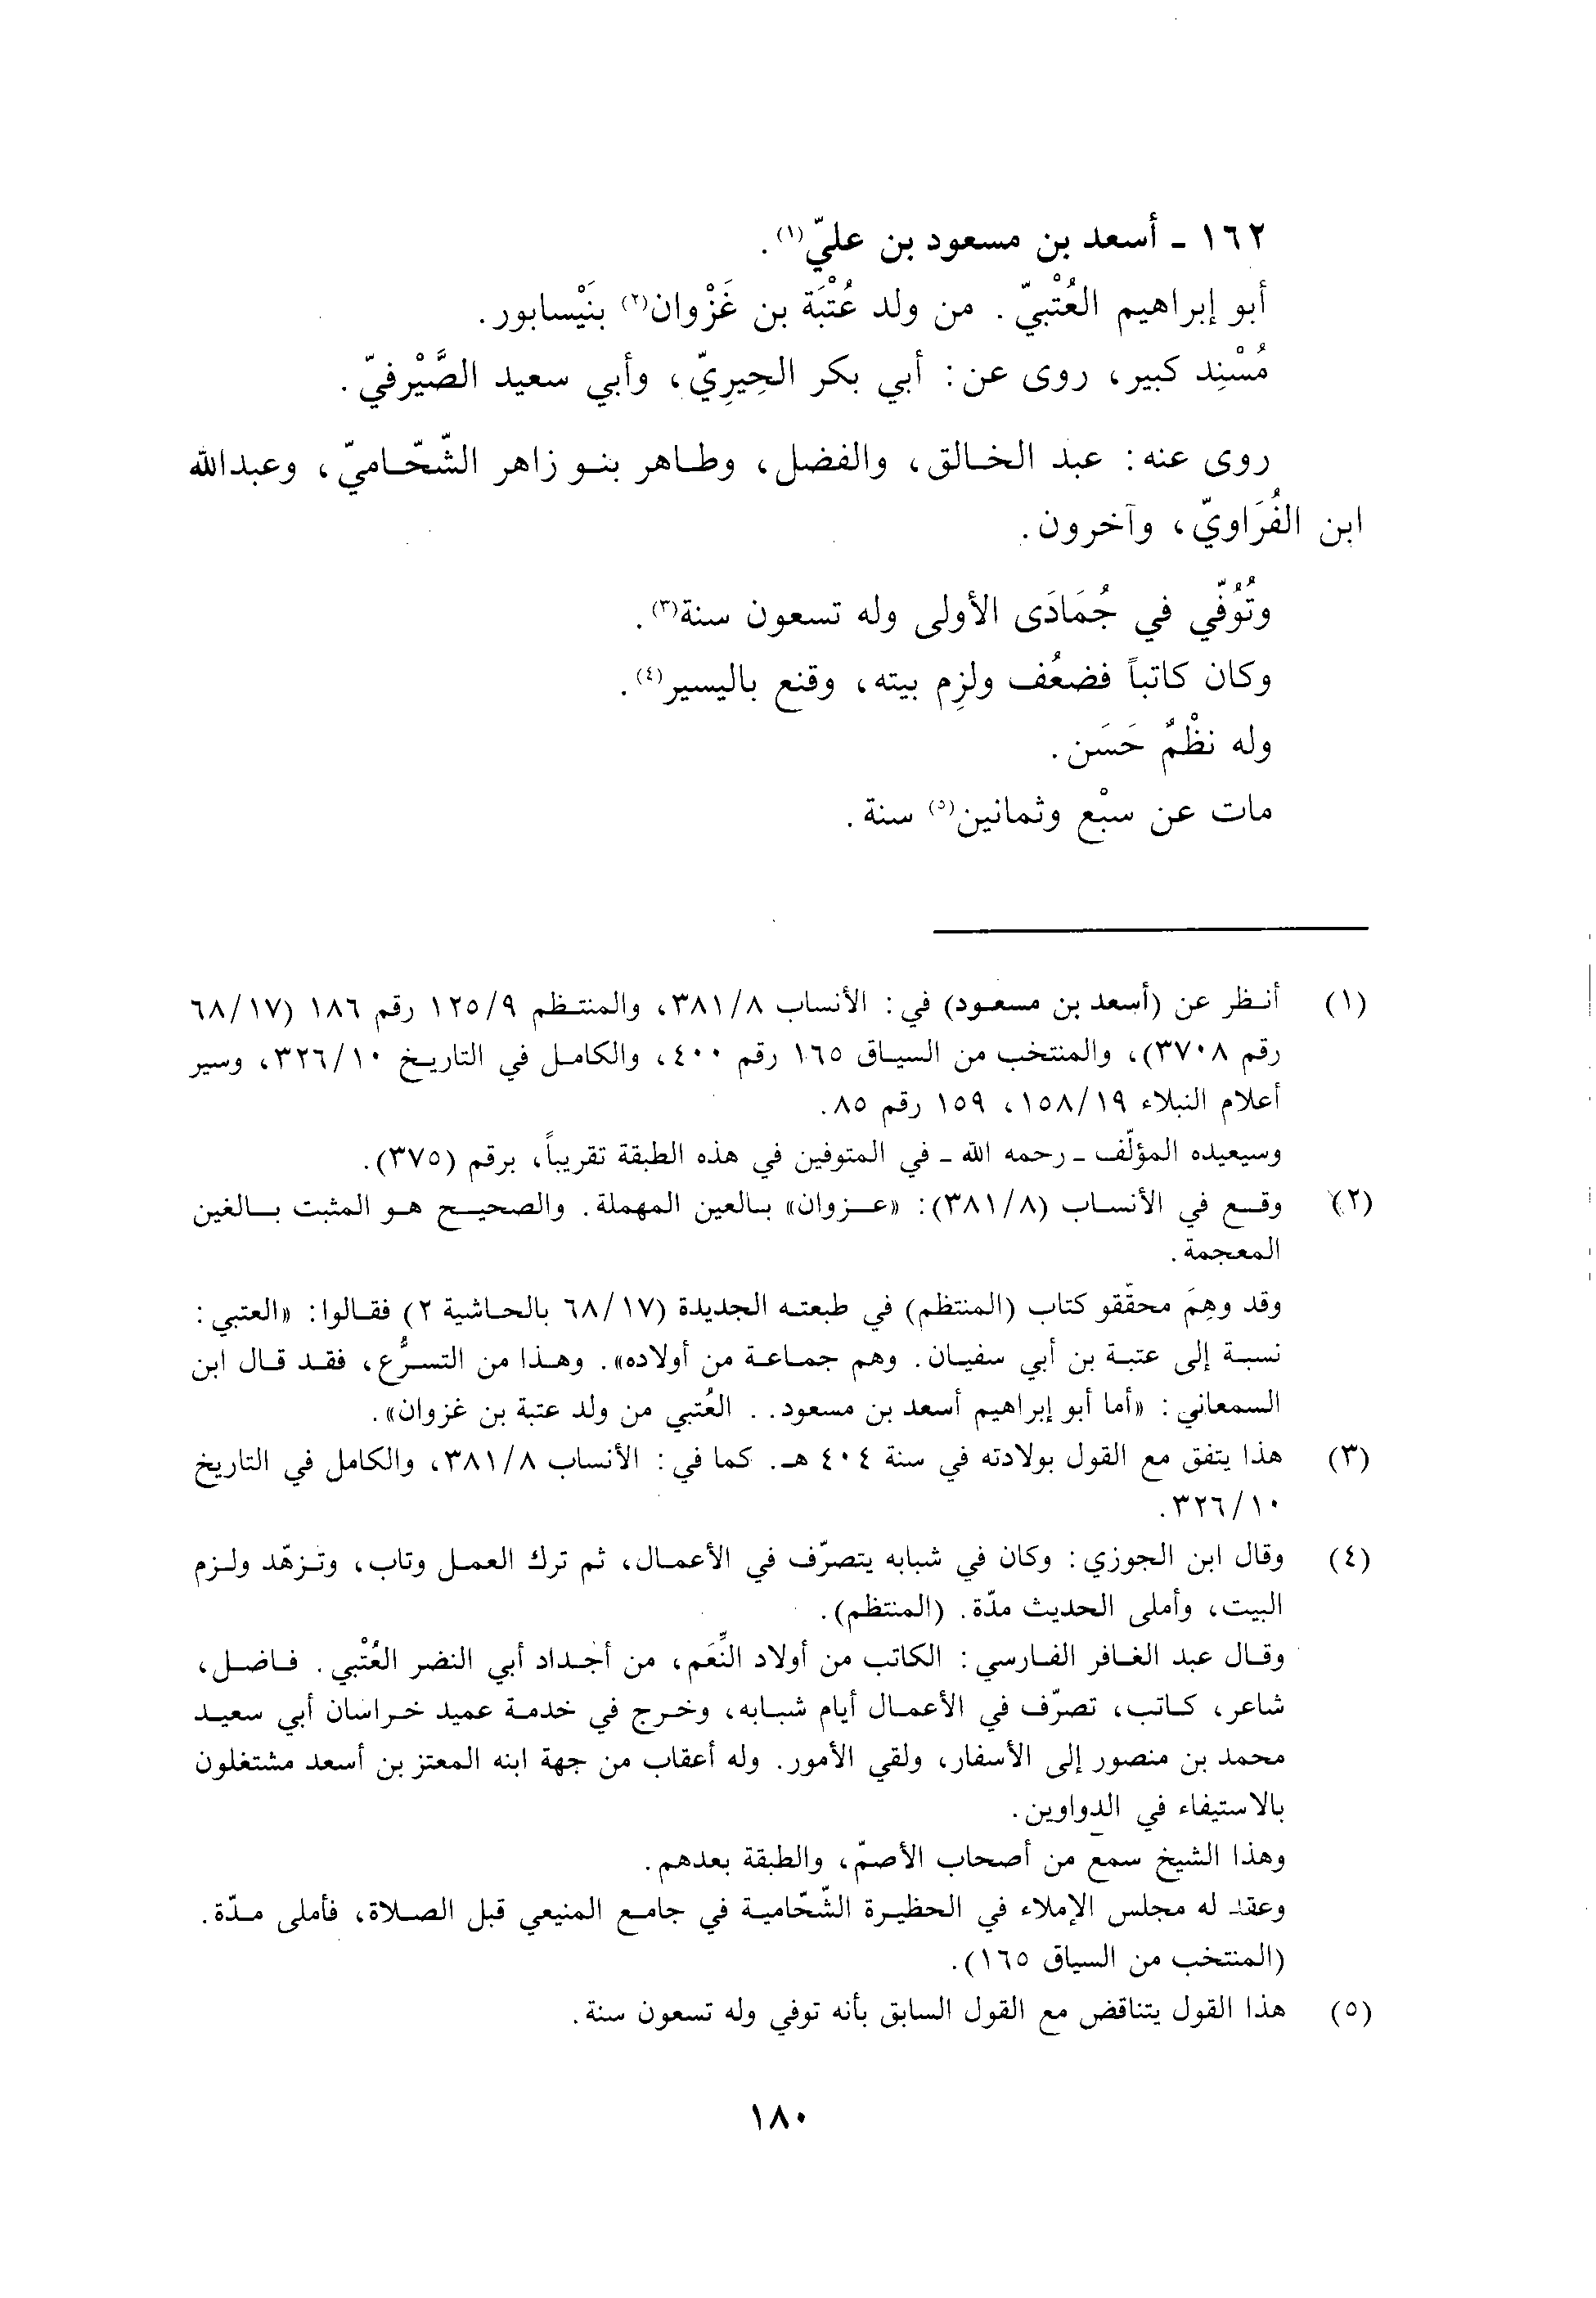 ١٦٢ - أسعد بن مسعود بن عليّ(١).
أبو إبراهيم العُتْبيّ. من ولد عُتْبَة بن غَزْوان(٢) بنَيْسابور.
مُسْنِد كبير، روى عن: أبي بكر الحِيرِيّ، وأبي سعيد الصَّيْرفيّ.
روى عنه: عبد الخالق، والفضل، وطاهر بنو زاهر الشّحّاميّ، وعبدالله
ابن الفُرَاويّ، وآخرون.
وتُوُفّي في جُمَادَى الأولى وله تسعون سنة(٣).
وكان كاتباً فضعُف ولزِم بيته، وقنع باليسير(٤).
وله نظْمٌ حَسَن.
مات عن سبْع وثمانين(٥) سنة.
(١) أنظر عن (أسعد بن مسعود) في: الأنساب ٣٨١/٨، والمنتظم ١٢٥/٩ رقم ١٨٦ (٦٨/١٧
رقم ٣٧٠٨)، والمنتخب من السياق ١٦٥ رقم ٤٠٠، والكامل في التاريخ ٣٢٦/١٠، وسير
أعلام النبلاء ١٥٨/١٩، ١٥٩ رقم ٨٥.
وسيعيده المؤلّف - رحمه الله - في المتوفين في هذه الطبقة تقريباً، برقم (٣٧٥).
(٢) وقع في الأنساب (٣٨١/٨): «عزوان» بالعين المهملة. والصحيح هو المثبت بالغين
المعجمة.
وقد وهِمَ محقّقو كتاب (المنتظم) في طبعته الجديدة (٦٨/١٧ بالحاشية ٢) فقالوا: «العتبي:
نسبة إلى عتبة بن أبي سفيان. وهم جماعة من أولاده». وهذا من التسرُّع، فقد قال ابن
السمعاني: «أما أبو إبراهيم أسعد بن مسعود.. العُتبي من ولد عتبة بن غزوان».
(٣) هذا يتفق مع القول بولادته في سنة ٤٠٤ هـ. كما في: الأنساب ٣٨١/٨، والكامل في التاريخ
٣٢٦/١٠.
(٤) وقال ابن الجوزي: وكان في شبابه يتصرّف في الأعمال، ثم ترك العمل وتاب، وتزهّد ولزم
البيت، وأملى الحديث مدّة. (المنتظم).
وقال عبد الغافر الفارسي: الكاتب من أولاد النِّعَم، من أجداد أبي النضر العُتْبي. فاضل،
شاعر، كاتب، تصرّف في الأعمال أيام شبابه، وخرج في خدمة عميد خراسان أبي سعيد
محمد بن منصور إلى الأسفار، ولقي الأمور. وله أعقاب من جهة ابنه المعتز بن أسعد مشتغلون
بالاستيفاء في الدواوين.
وهذا الشيخ سمع من أصحاب الأصمّ، والطبقة بعدهم.
وعقد له مجلس الإملاء في الحظيرة الشّحّامية في جامع المنيعي قبل الصلاة، فأملى مدّة.
(المنتخب من السياق ١٦٥).
(٥) هذا القول يتناقض مع القول السابق بأنه توفي وله تسعون سنة.
١٨٠